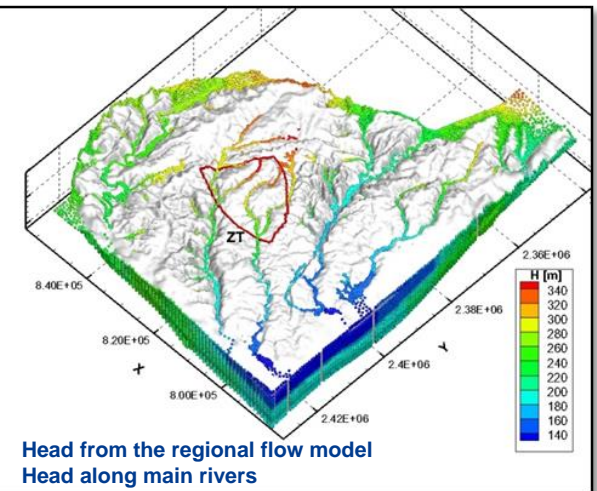 ZT
8.40E+05
8.20E+05
X
8.00E+05
2.36E+06
2.38E+06
Y
2.4E+06
2.42E+06
H [m]
340
320
300
280
260
240
220
200
180
160
140
Head from the regional flow model
Head along main rivers